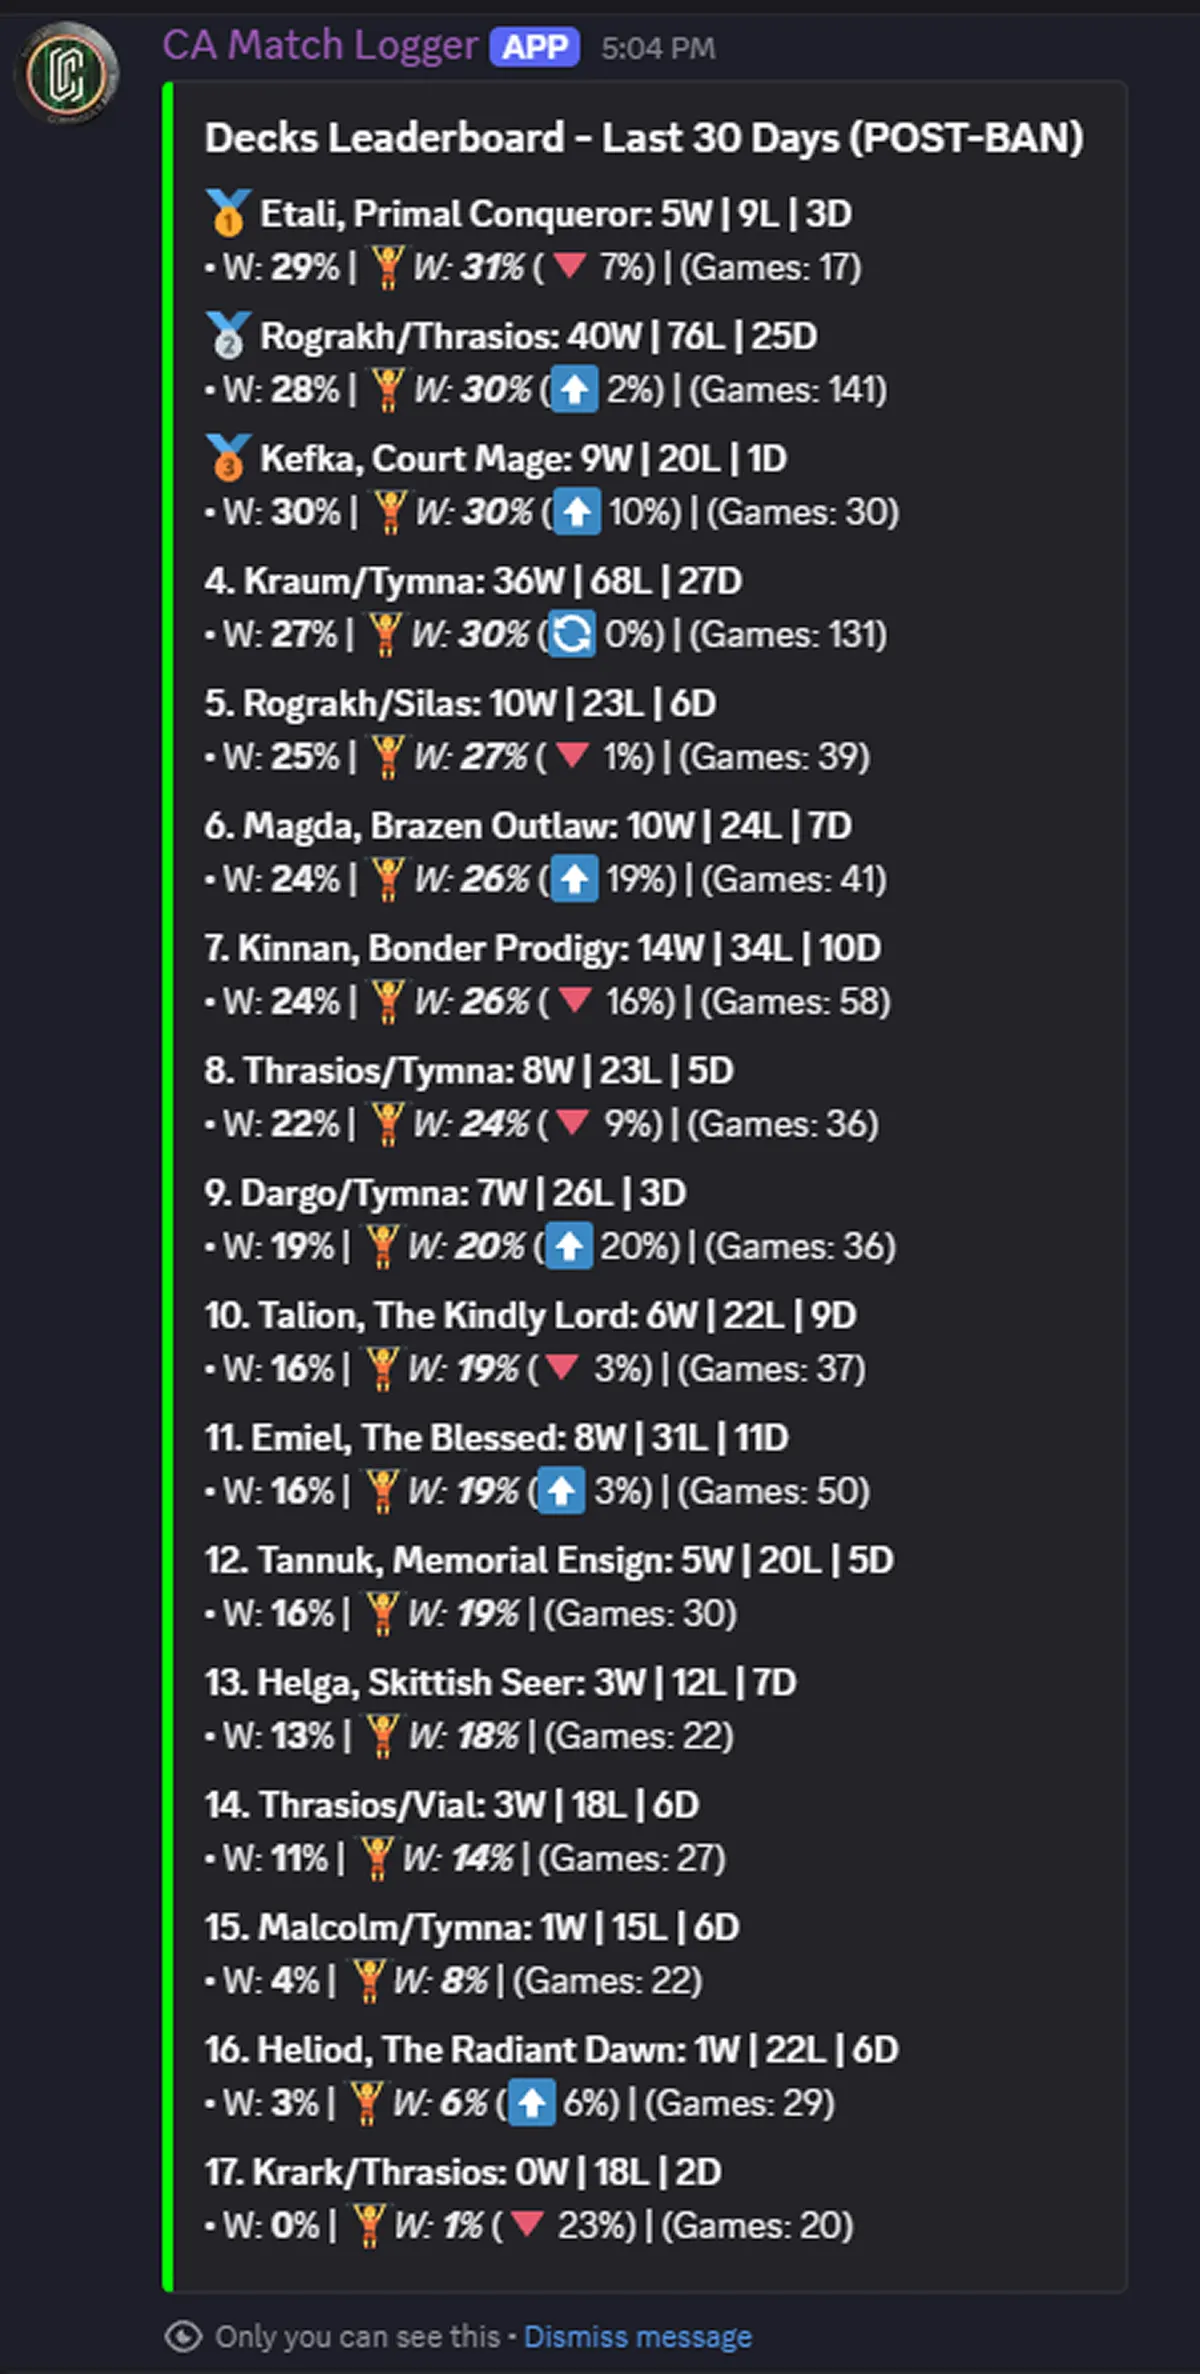 CA Match Logger APP 5:04 PM
Decks Leaderboard - Last 30 Days (POST-BAN)
🥇 Etali, Primal Conqueror: 5W | 9L | 3D
• W: 29% | 🏋 W: 31% (🔻 7%) | (Games: 17)
🥈 Rograkh/Thrasios: 40W | 76L | 25D
• W: 28% | 🏋 W: 30% (⬆️ 2%) | (Games: 141)
🥉 Kefka, Court Mage: 9W | 20L | 1D
• W: 30% | 🏋 W: 30% (⬆️ 10%) | (Games: 30)
4. Kraum/Tymna: 36W | 68L | 27D
• W: 27% | 🏋 W: 30% (🔄 0%) | (Games: 131)
5. Rograkh/Silas: 10W | 23L | 6D
• W: 25% | 🏋 W: 27% (🔻 1%) | (Games: 39)
6. Magda, Brazen Outlaw: 10W | 24L | 7D
• W: 24% | 🏋 W: 26% (⬆️ 19%) | (Games: 41)
7. Kinnan, Bonder Prodigy: 14W | 34L | 10D
• W: 24% | 🏋 W: 26% (🔻 16%) | (Games: 58)
8. Thrasios/Tymna: 8W | 23L | 5D
• W: 22% | 🏋 W: 24% (🔻 9%) | (Games: 36)
9. Dargo/Tymna: 7W | 26L | 3D
• W: 19% | 🏋 W: 20% (⬆️ 20%) | (Games: 36)
10. Talion, The Kindly Lord: 6W | 22L | 9D
• W: 16% | 🏋 W: 19% (🔻 3%) | (Games: 37)
11. Emiel, The Blessed: 8W | 31L | 11D
• W: 16% | 🏋 W: 19% (⬆️ 3%) | (Games: 50)
12. Tannuk, Memorial Ensign: 5W | 20L | 5D
• W: 16% | 🏋 W: 19% | (Games: 30)
13. Helga, Skittish Seer: 3W | 12L | 7D
• W: 13% | 🏋 W: 18% | (Games: 22)
14. Thrasios/Vial: 3W | 18L | 6D
• W: 11% | 🏋 W: 14% | (Games: 27)
15. Malcolm/Tymna: 1W | 15L | 6D
• W: 4% | 🏋 W: 8% | (Games: 22)
16. Heliod, The Radiant Dawn: 1W | 22L | 6D
• W: 3% | 🏋 W: 6% (⬆️ 6%) | (Games: 29)
17. Krark/Thrasios: 0W | 18L | 2D
• W: 0% | 🏋 W: 1% (🔻 23%) | (Games: 20)
Only you can see this • Dismiss message